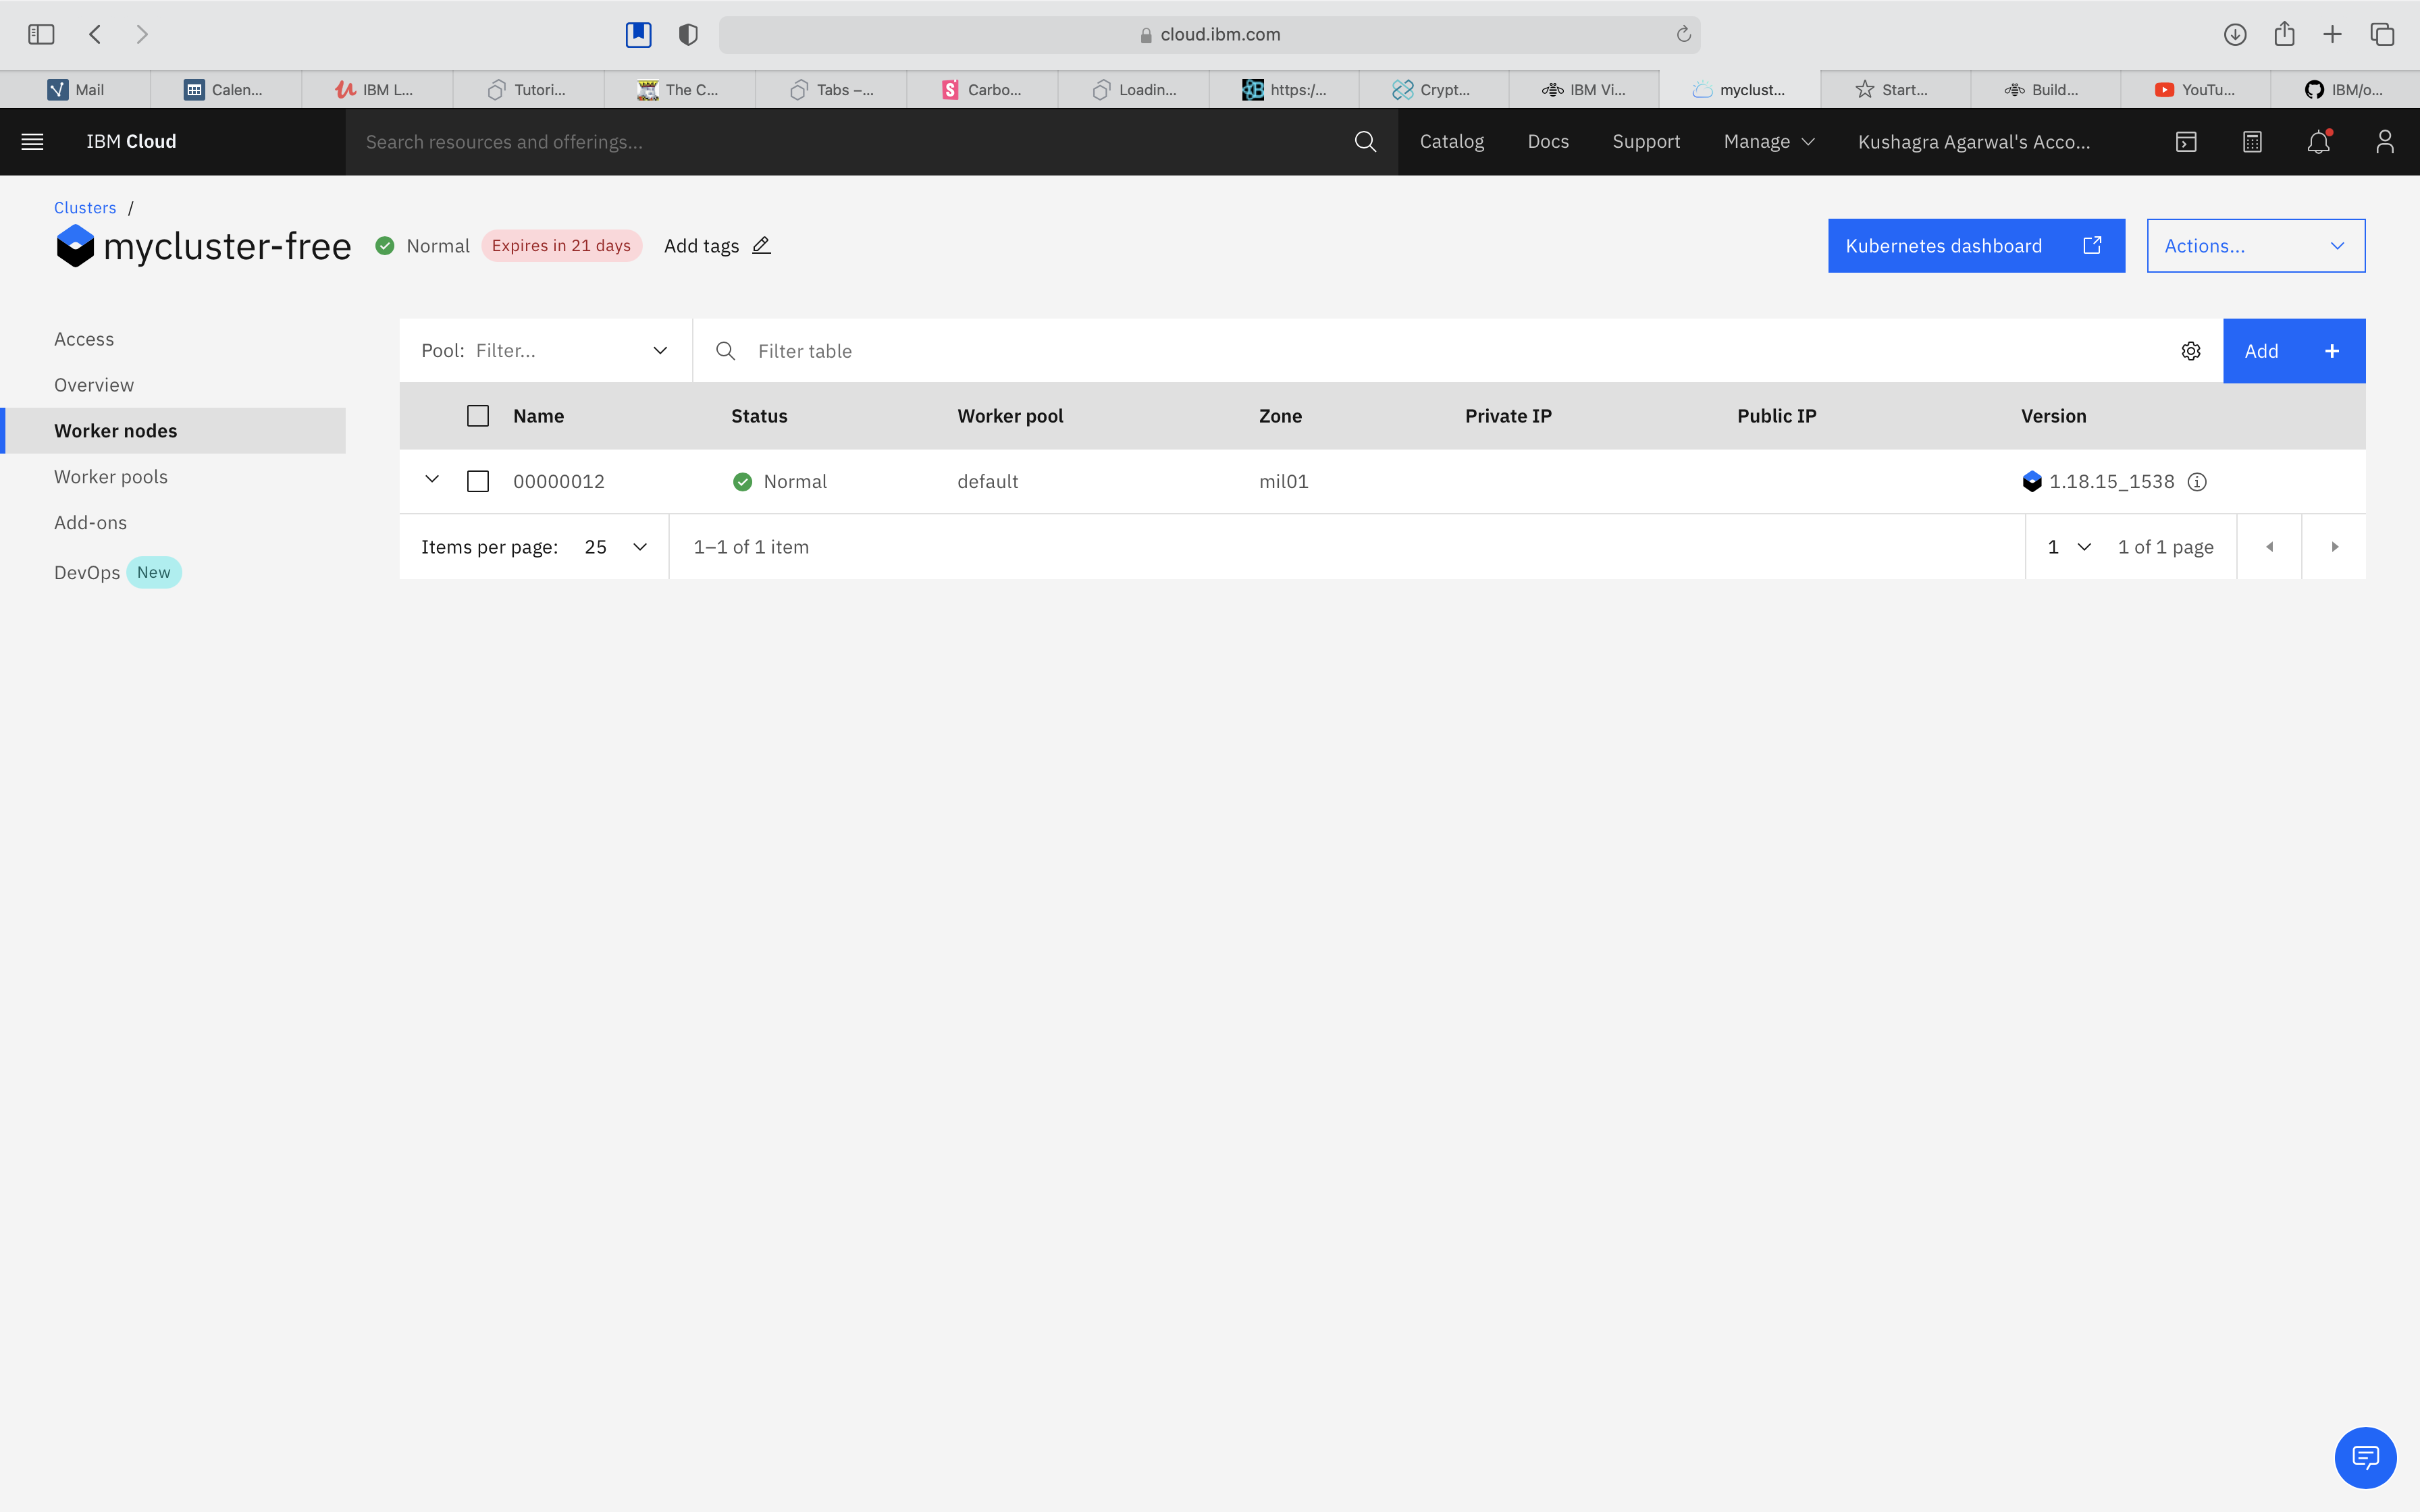 cloud.ibm.com
Mail Calen... IBM L... Tutori... The C... Tabs –... Carbo... Loadin... https:/... Crypt... IBM Vi... myclust... Start... Build... YouTu... IBM/o...
IBM Cloud Search resources and offerings... Catalog Docs Support Manage Kushagra Agarwal's Acco...
Clusters /
mycluster-free Normal Expires in 21 days Add tags Kubernetes dashboard Actions...
Access
Overview
Worker nodes
Worker pools
Add-ons
DevOps New
Pool: Filter... Filter table Add +
Name Status Worker pool Zone Private IP Public IP Version
00000012 Normal default mil01 1.18.15_1538
Items per page: 25 1–1 of 1 item 1 1 of 1 page